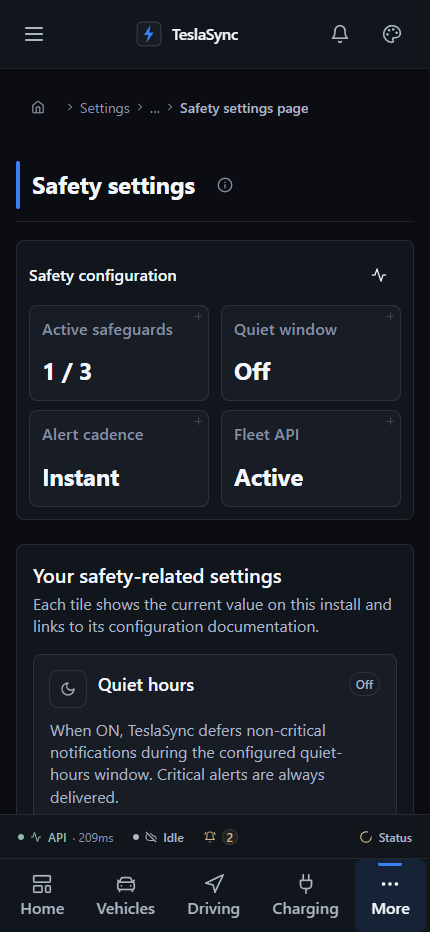 TeslaSync
Settings
...
Safety settings page
Safety settings
Safety configuration
Active safeguards
1 / 3
Quiet window
Off
Alert cadence
Instant
Fleet API
Active
Your safety-related settings
Each tile shows the current value on this install and
links to its configuration documentation.
Quiet hours
Off
When ON, TeslaSync defers non-critical
notifications during the configured quiet-
hours window. Critical alerts are always
delivered.
API · 209ms
Idle
2
Status
Home
Vehicles
Driving
Charging
More